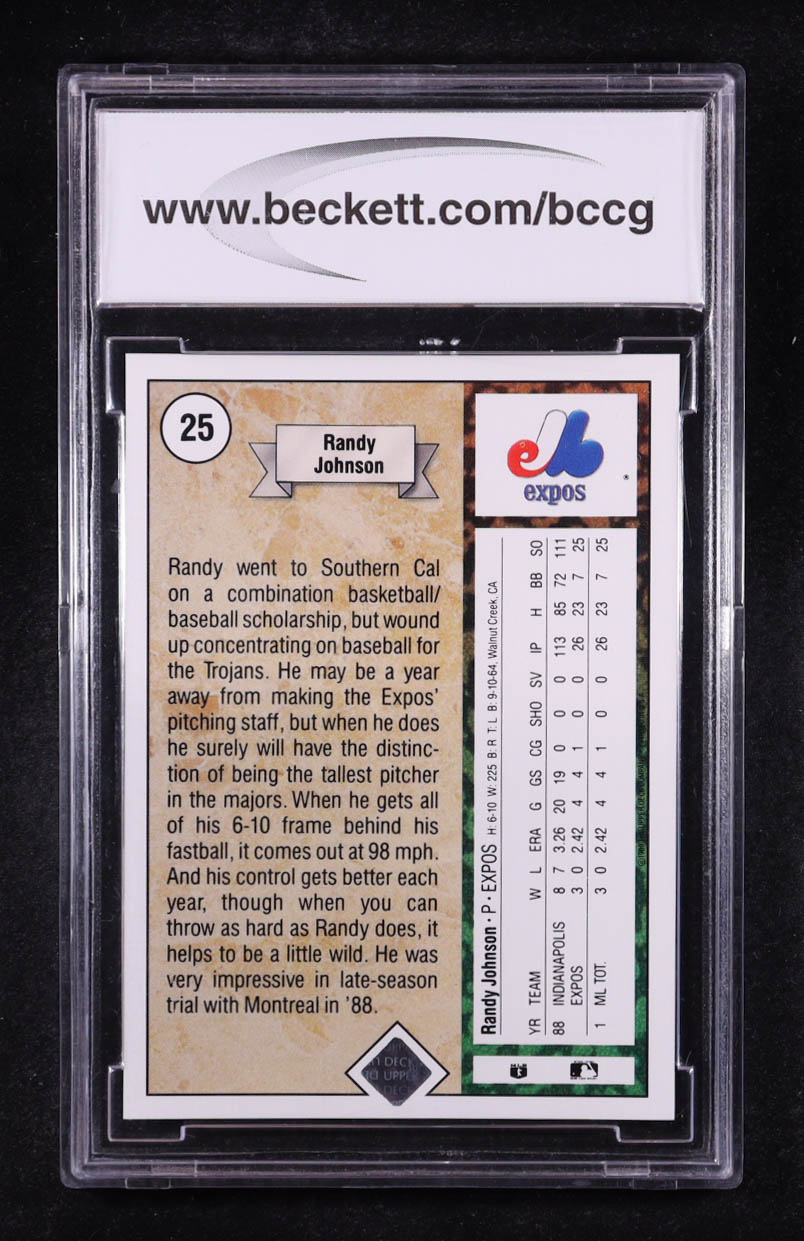 www.beckett.com/bccg
25
Randy
Johnson
Randy went to Southern Cal
on a combination basketball/
baseball scholarship, but wound
up concentrating on baseball for
the Trojans. He may be a year
away from making the Expos'
pitching staff, but when he does
he surely will have the distinc-
tion of being the tallest pitcher
in the majors. When he gets all
of his 6-10 frame behind his
fastball, it comes out at 98 mph.
And his control gets better each
year, though when you can
throw as hard as Randy does, it
helps to be a little wild. He was
very impressive in late-season
trial with Montreal in '88.
expos
Randy Johnson • P • EXPOS H: 6-10 W: 225 B: R T: L B: 9-10-64, Walnut Creek, CA
YR TEAM W L ERA G GS CG SHO SV IP H BB SO
88 INDIANAPOLIS 8 7 3.26 20 19 0 0 0 113 85 72 111
EXPOS 3 0 2.42 4 4 1 0 0 26 23 7 25
1 ML TOT. 3 0 2.42 4 4 1 0 0 26 23 7 25